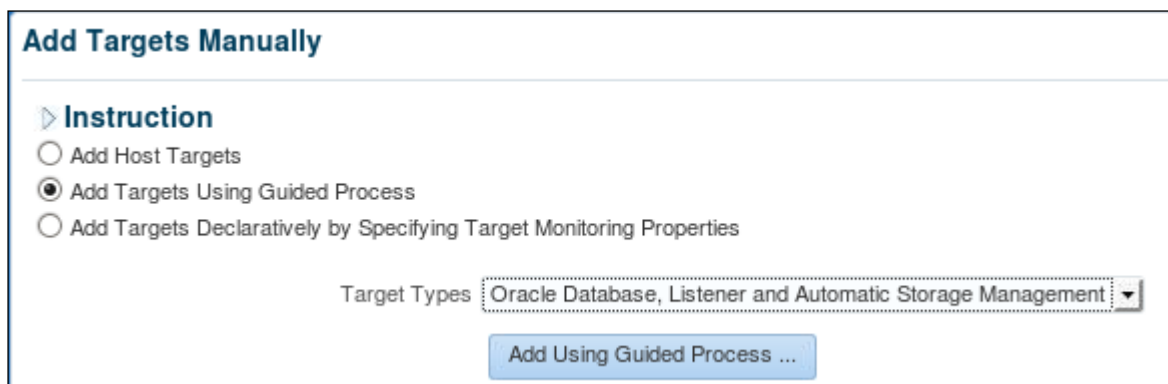 Add Targets Manually
Instruction
Add Host Targets
Add Targets Using Guided Process
Add Targets Declaratively by Specifying Target Monitoring Properties
Target Types Oracle Database, Listener and Automatic Storage Management
Add Using Guided Process ...